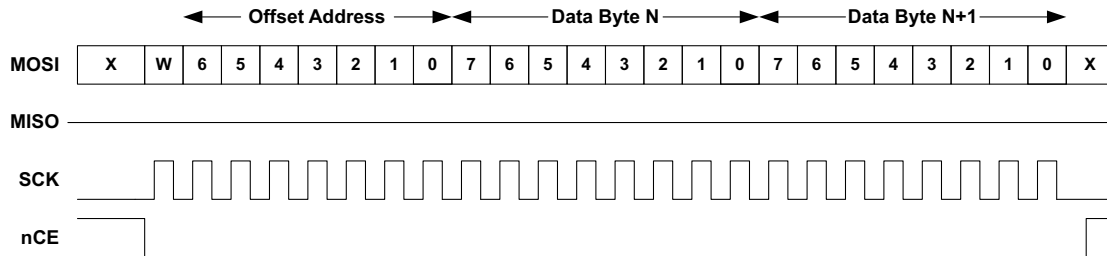 Offset Address Data Byte N Data Byte N+1
MOSI X W 6 5 4 3 2 1 0 7 6 5 4 3 2 1 0 7 6 5 4 3 2 1 0 X
MISO
SCK
nCE